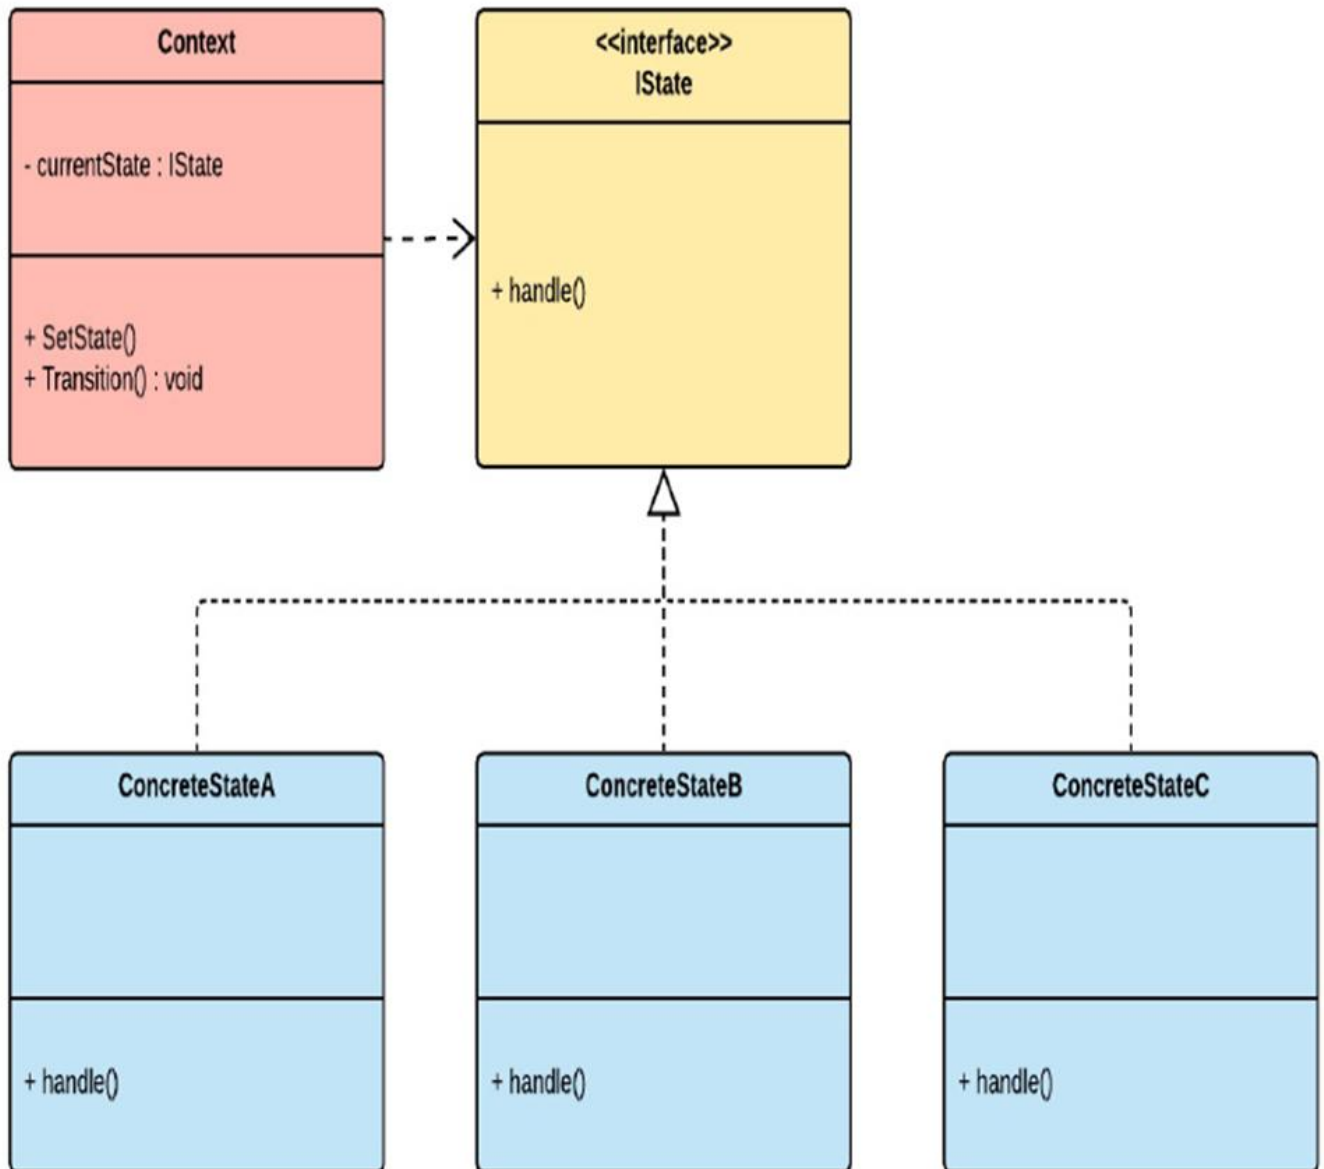 Context
- currentState : IState
+ SetState()
+ Transition() : void
<<interface>>
IState
+ handle()
ConcreteStateA
+ handle()
ConcreteStateB
+ handle()
ConcreteStateC
+ handle()